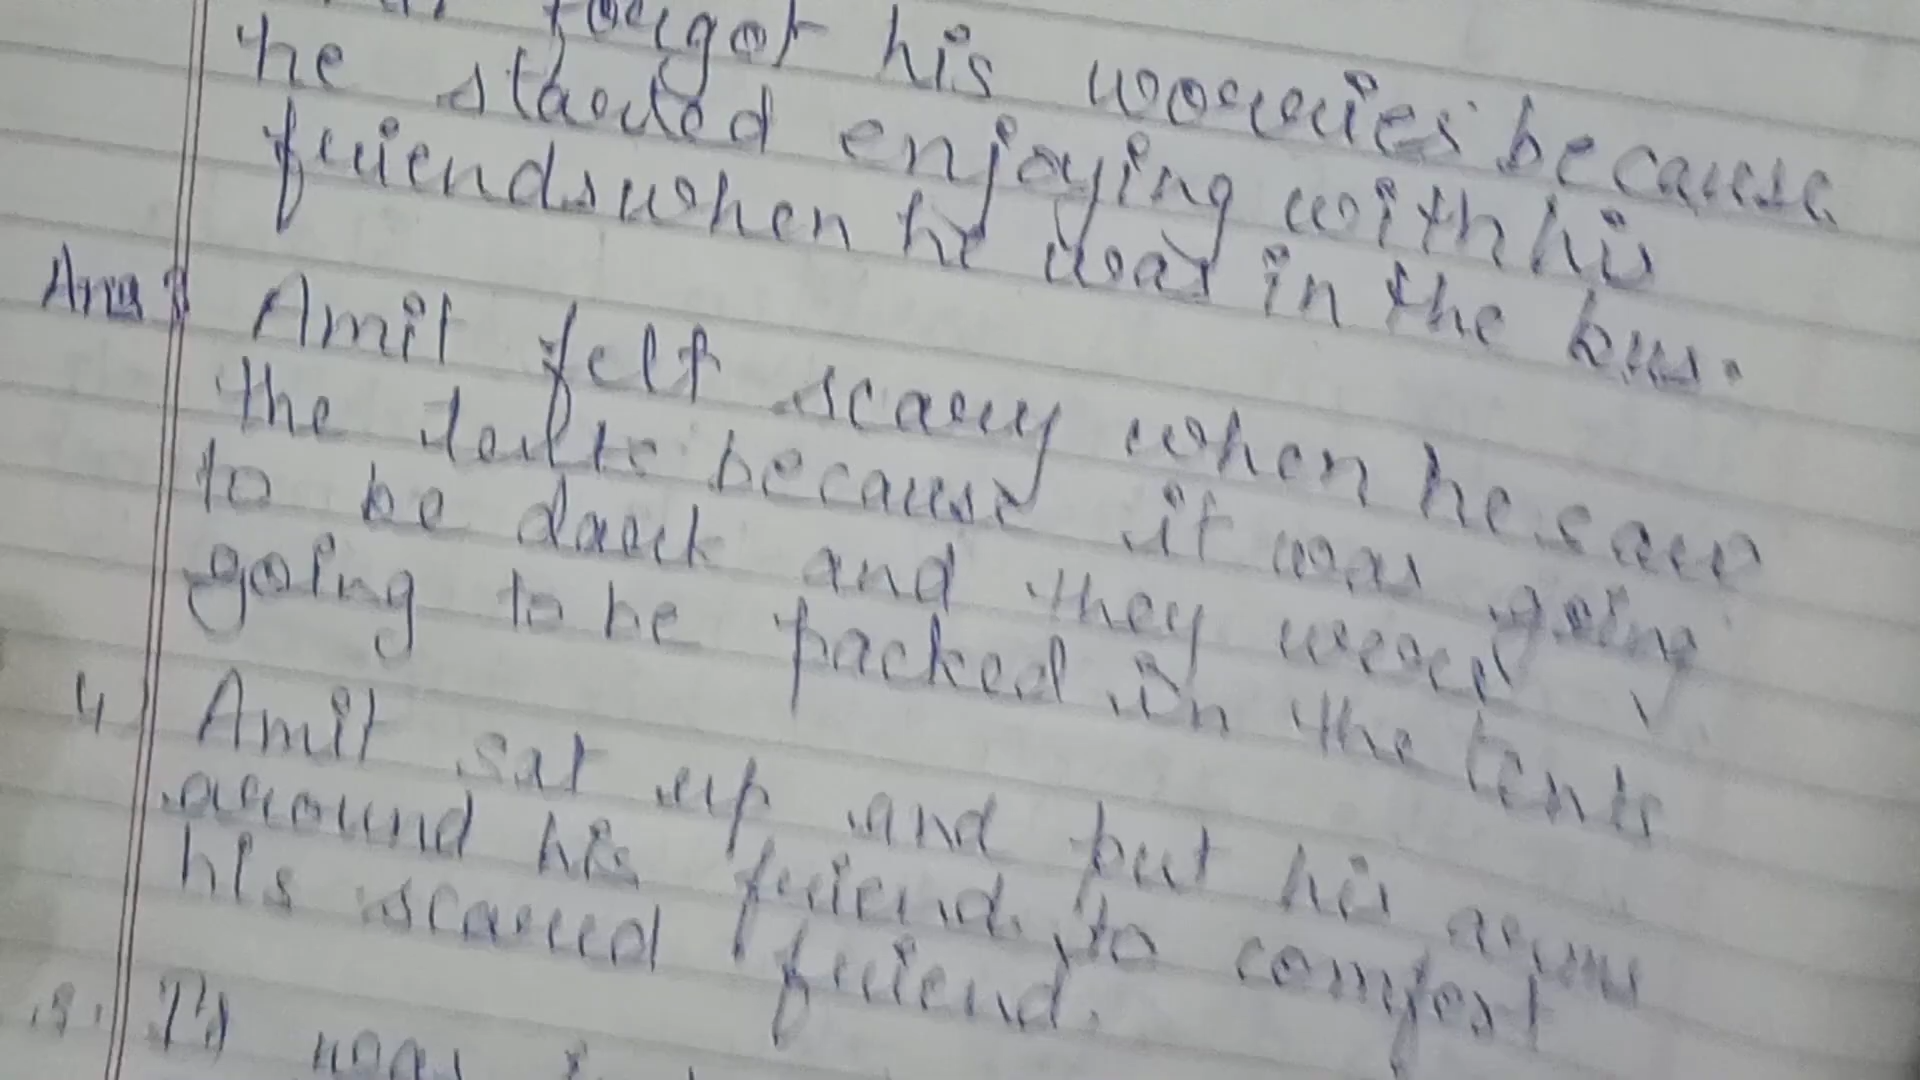 forgot his worries because
he started enjoying with his
friends when he was in the bus.
Ans 3 Amit felt scary when he saw
the tents because it was going
to be dark and they were
going to be packed in the tents
4 Amit sat up and put his arms
around his friend to comfort
his scared friend.
was